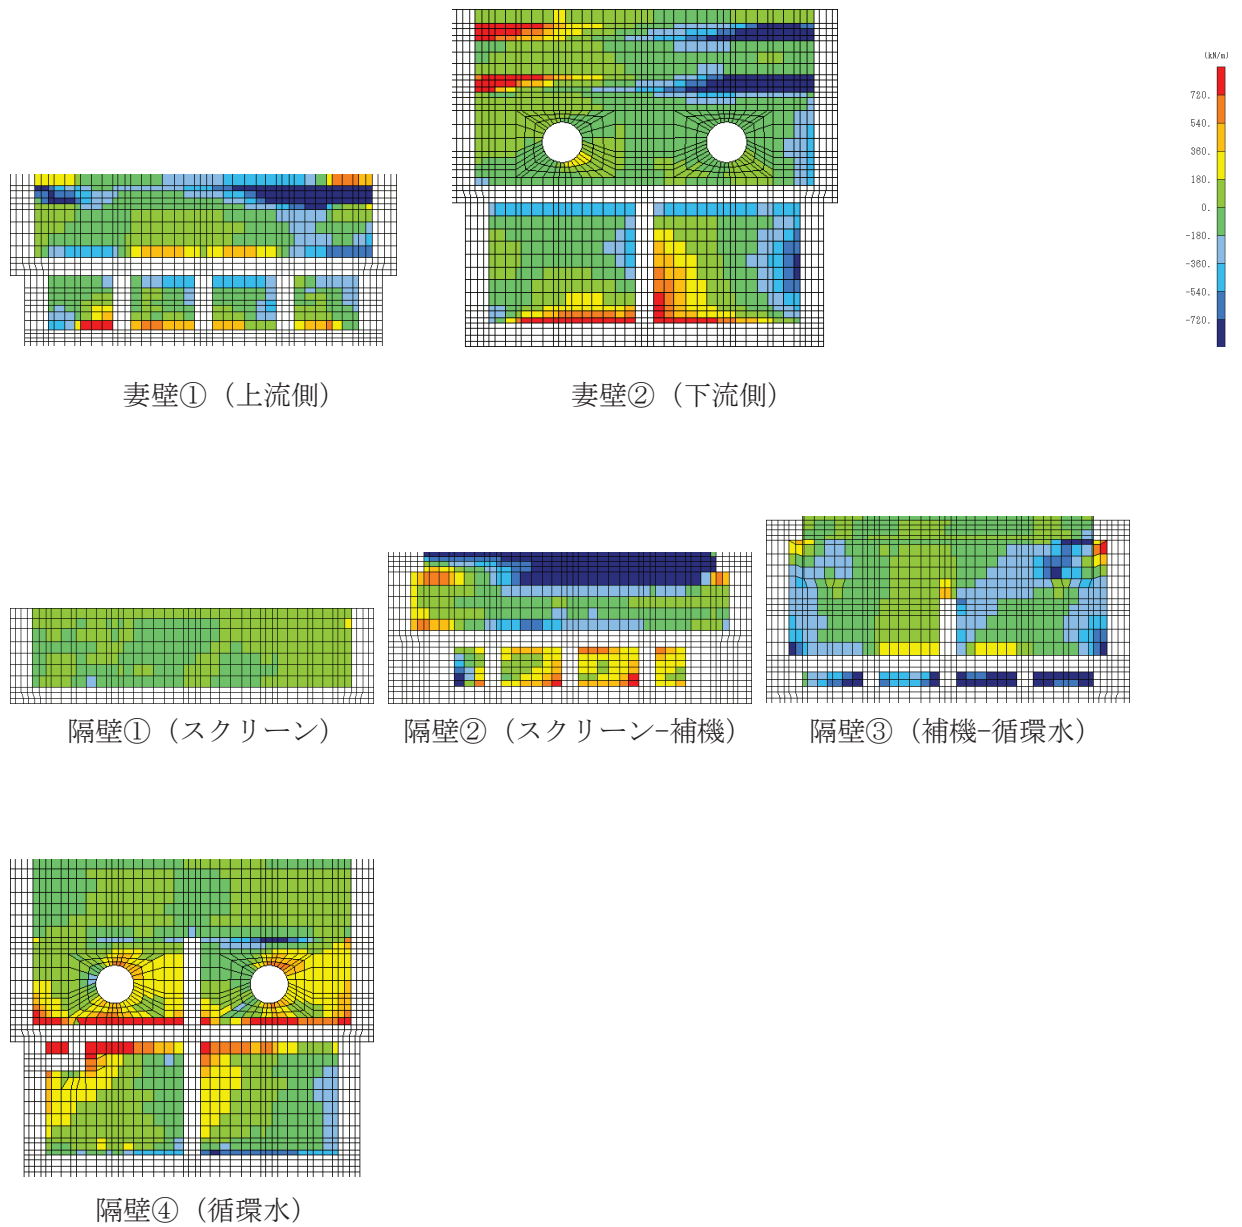 (kN/m)
720.
540.
360.
180.
0.
-180.
-360.
-540.
-720.
妻壁①（上流側）
妻壁②（下流側）
隔壁①（スクリーン）
隔壁②（スクリーン-補機）
隔壁③（補機-循環水）
隔壁④（循環水）